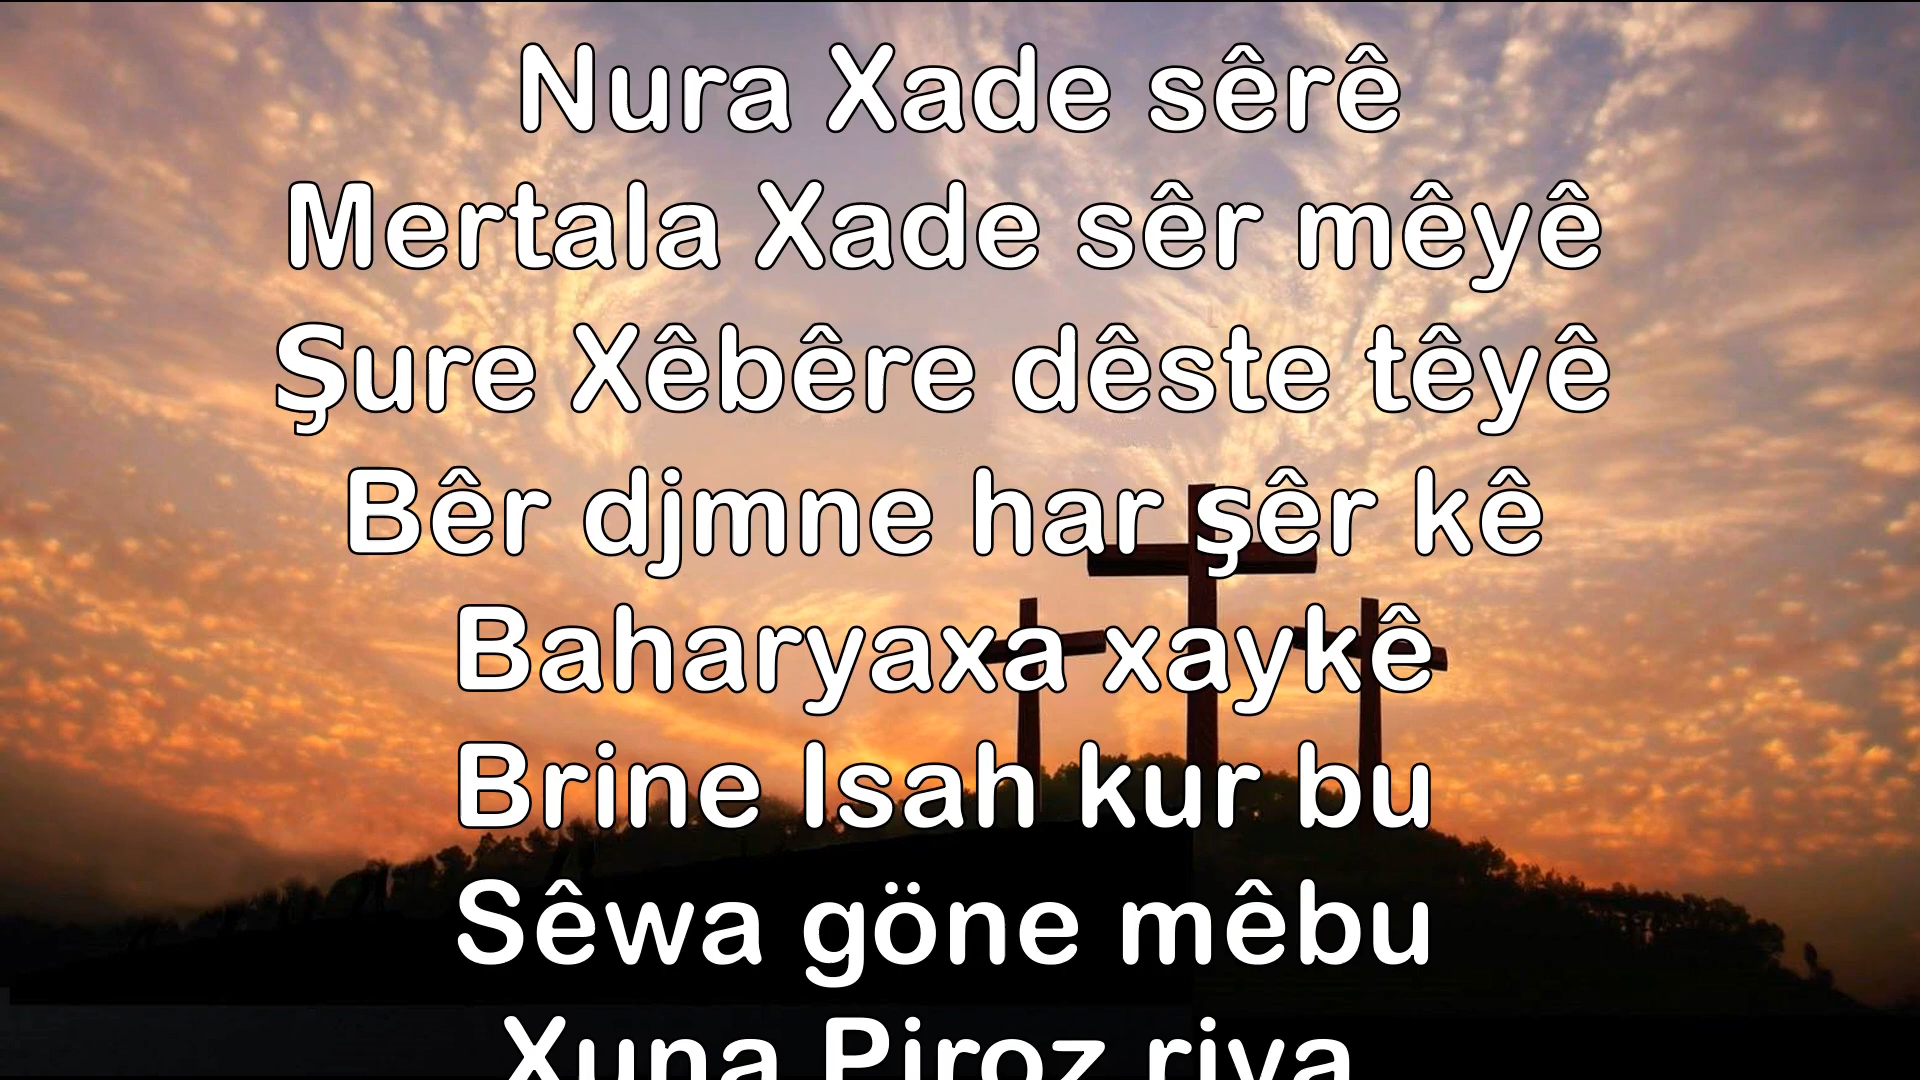 Nura Xade sêrê
Mertala Xade sêr mêyê
Şure Xêbêre dêste têyê
Bêr djmne har şêr kê
Baharyaxa xaykê
Brine Isah kur bu
Sêwa göne mêbu
Xuna Piroz riya